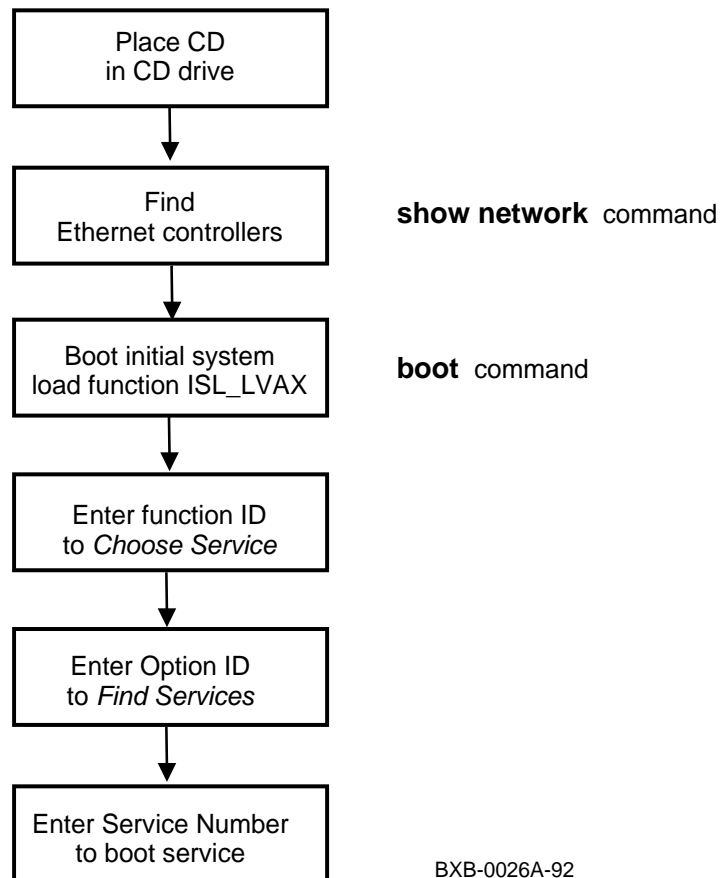 Place CD
in CD drive
Find
Ethernet controllers
show network command
Boot initial system
load function ISL_LVAX
boot command
Enter function ID
to Choose Service
Enter Option ID
to Find Services
Enter Service Number
to boot service
BXB-0026A-92